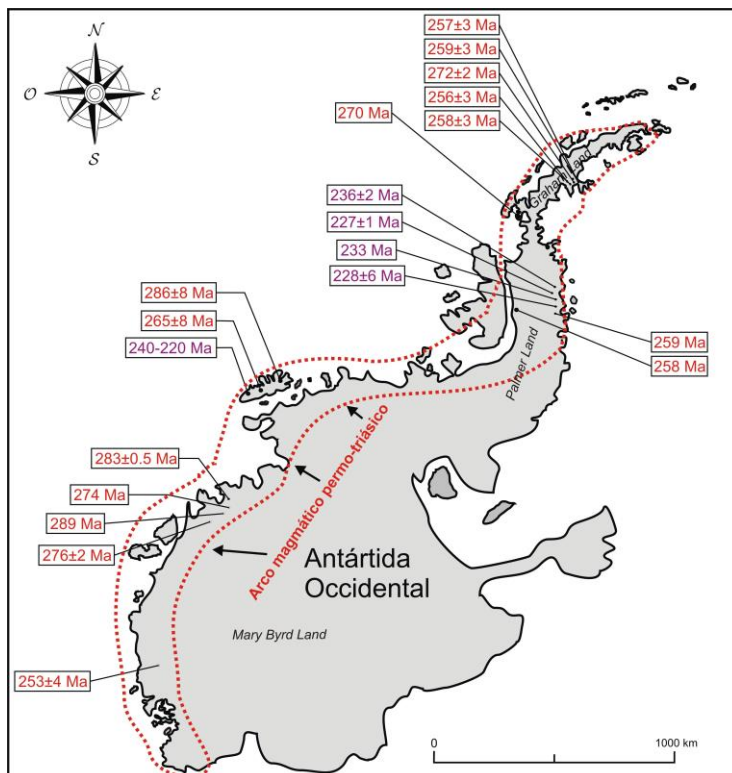 N
O
E
S
257±3 Ma
259±3 Ma
272±2 Ma
256±3 Ma
258±3 Ma
270 Ma
Graham Land
236±2 Ma
227±1 Ma
233 Ma
228±6 Ma
286±8 Ma
265±8 Ma
240-220 Ma
259 Ma
258 Ma
Palmer Land
Arco magmático permo-triásico
283±0.5 Ma
274 Ma
289 Ma
276±2 Ma
Antártida
Occidental
Mary Byrd Land
253±4 Ma
0
1000 km